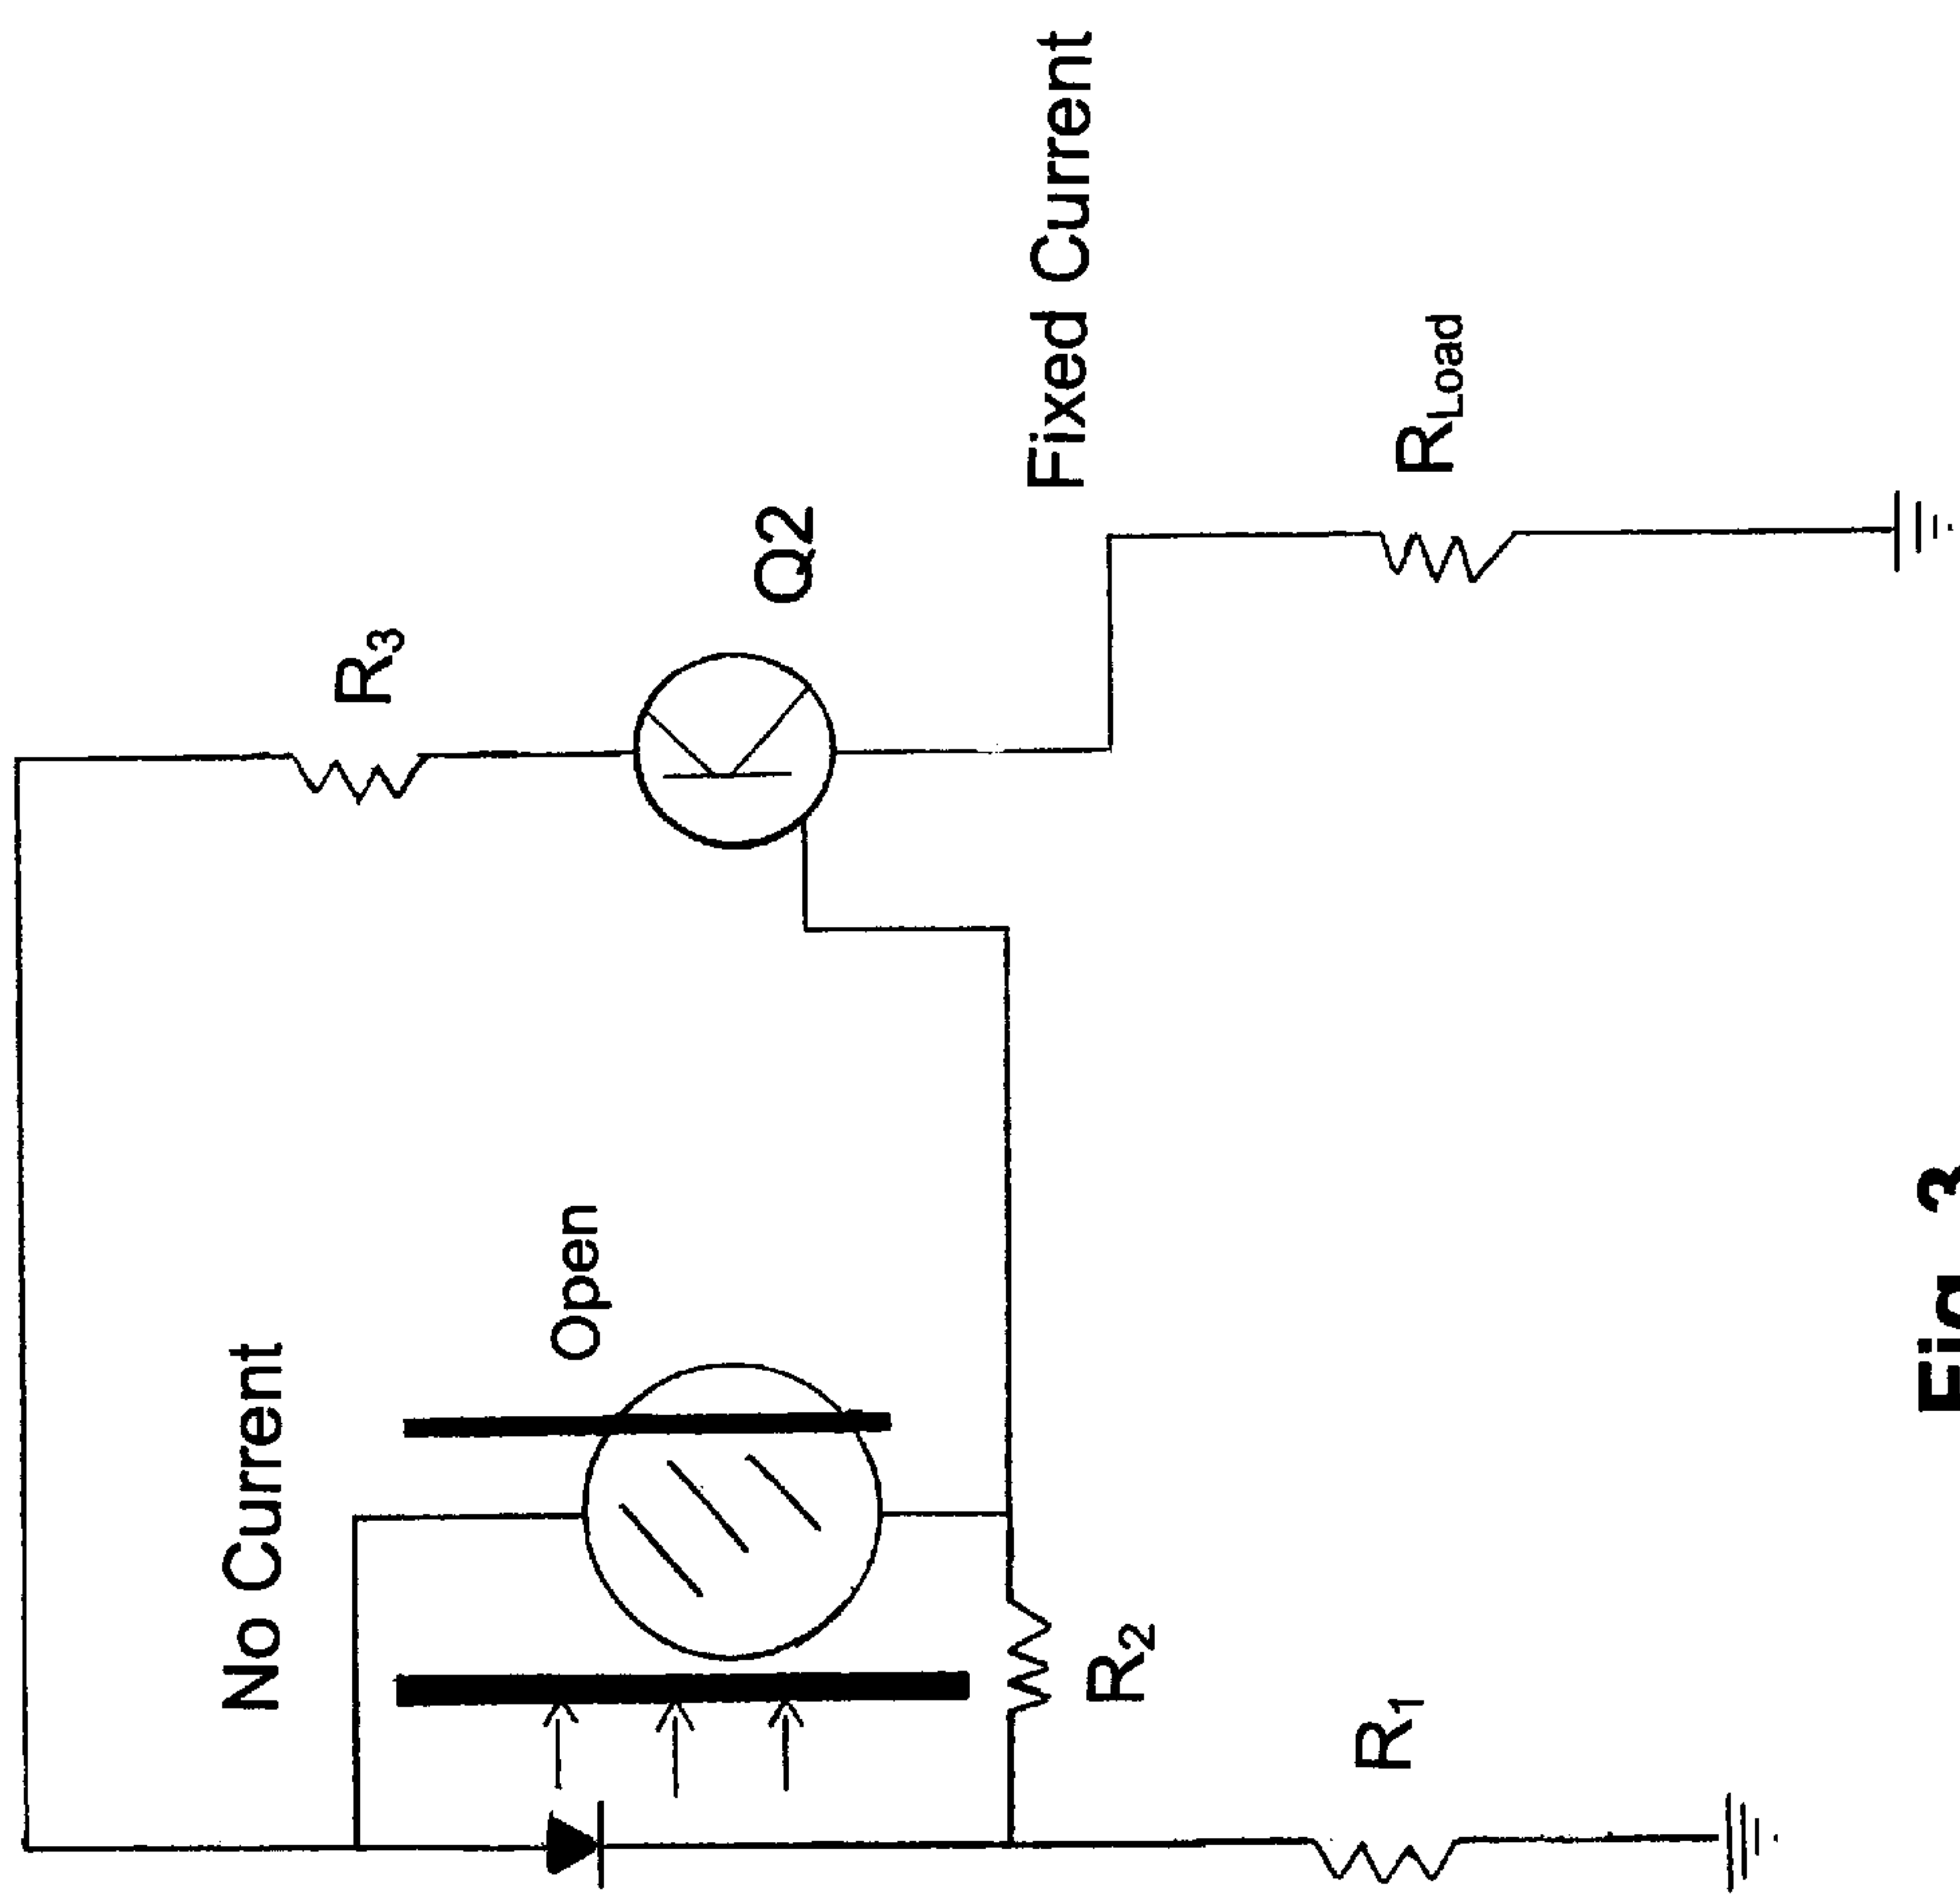 No Current
Open
R3
Q2
Fixed Current
R2
R1
RLoad
Fig. 3